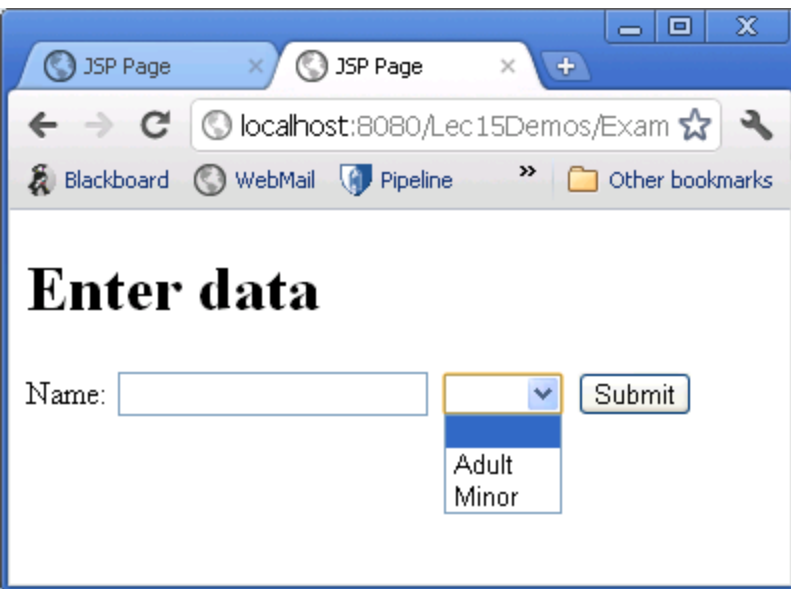 JSP Page JSP Page
localhost:8080/Lec15Demos/Exam
Blackboard WebMail Pipeline » Other bookmarks
Enter data
Name: Submit
Adult
Minor